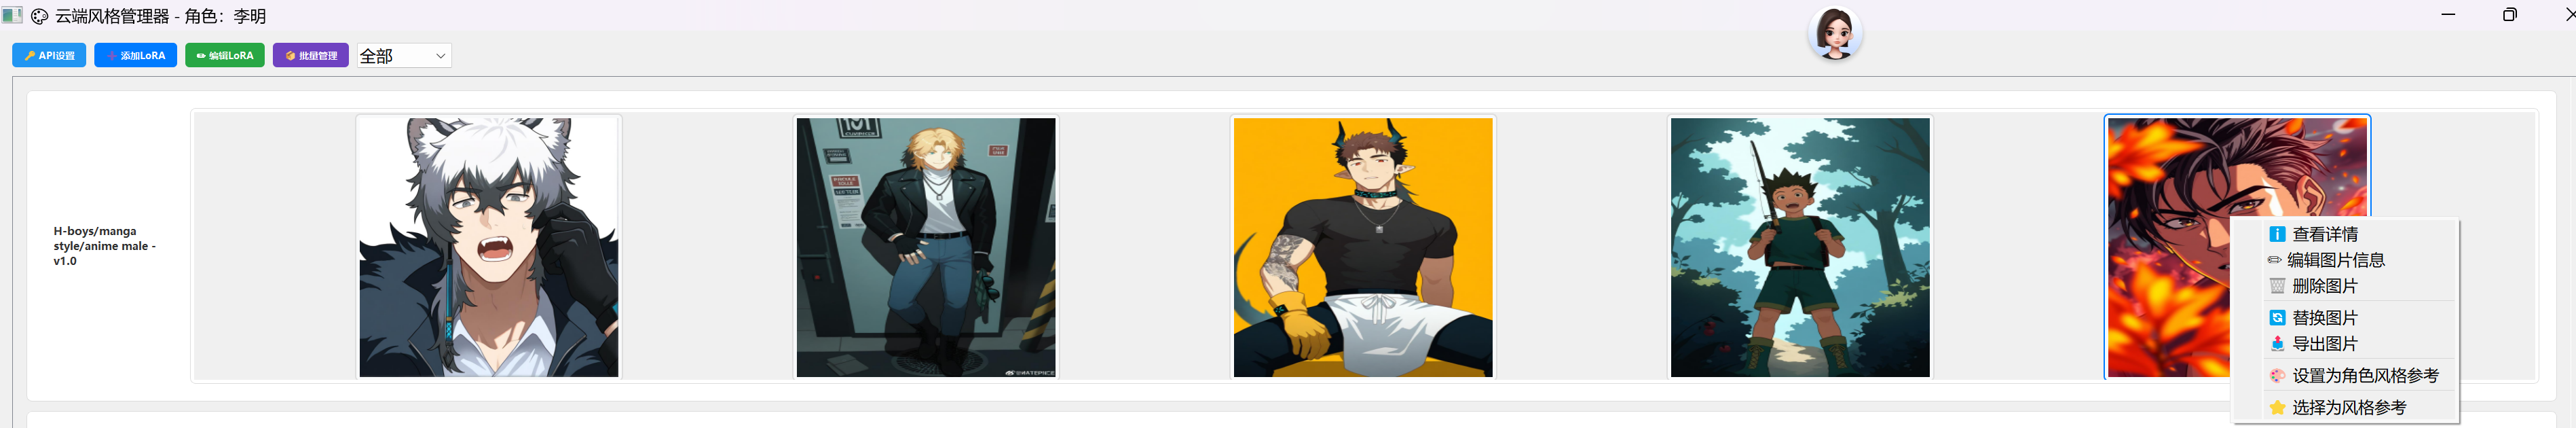 云端风格管理器 - 角色：李明
API设置
添加LoRA
编辑LoRA
批量管理
全部
H-boys/manga
style/anime male -
v1.0
101
查看详情
编辑图片信息
删除图片
替换图片
导出图片
设置为角色风格参考
选择为风格参考